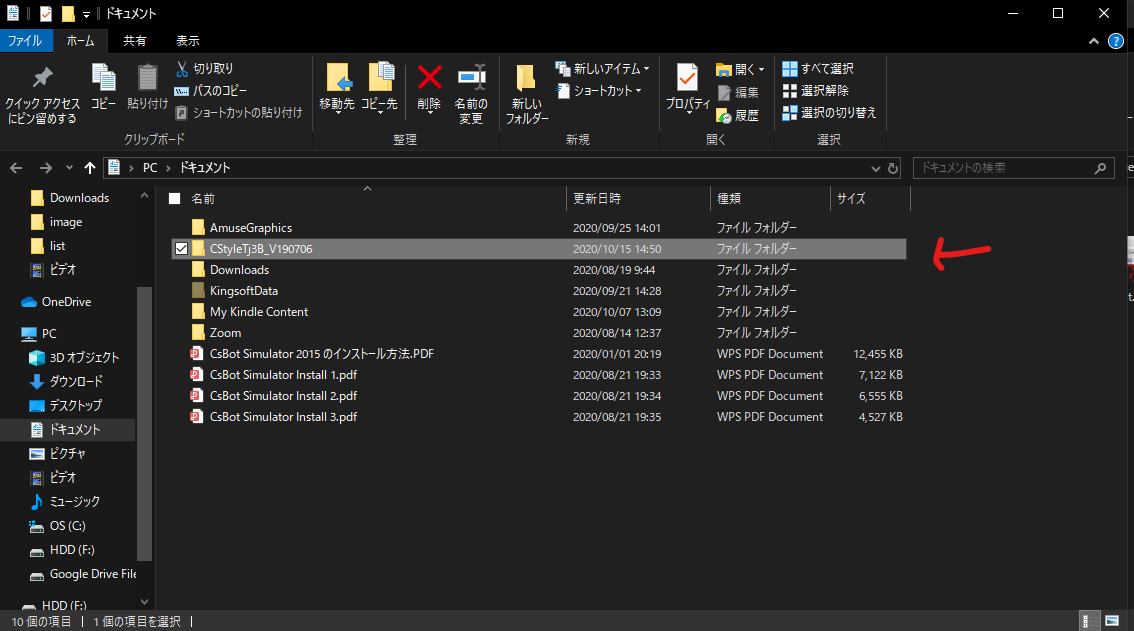 ドキュメント
ファイル ホーム 共有 表示
クイック アクセス
にピン留めする
コピー
貼り付け
切り取り
パスのコピー
ショートカットの貼り付け
クリップボード
移動先
コピー先
削除
名前の
変更
整理
新しい
フォルダー
新しいアイテム
ショートカット
新規
プロパティ
開く
編集
履歴
開く
すべて選択
選択解除
選択の切り替え
選択
PC › ドキュメント
ドキュメントの検索
Downloads
image
list
ビデオ
OneDrive
PC
3D オブジェクト
ダウンロード
デスクトップ
ドキュメント
ピクチャ
ビデオ
ミュージック
OS (C:)
HDD (F:)
Google Drive File
HDD (F:)
名前 更新日時 種類 サイズ
AmuseGraphics 2020/09/25 14:01 ファイル フォルダー
CStyleTj3B_V190706 2020/10/15 14:50 ファイル フォルダー
Downloads 2020/08/19 9:44 ファイル フォルダー
KingsoftData 2020/09/21 14:28 ファイル フォルダー
My Kindle Content 2020/10/07 13:09 ファイル フォルダー
Zoom 2020/08/14 12:37 ファイル フォルダー
CsBot Simulator 2015 のインストール方法.PDF 2020/01/01 20:19 WPS PDF Document 12,455 KB
CsBot Simulator Install 1.pdf 2020/08/21 19:33 WPS PDF Document 7,122 KB
CsBot Simulator Install 2.pdf 2020/08/21 19:34 WPS PDF Document 6,555 KB
CsBot Simulator Install 3.pdf 2020/08/21 19:35 WPS PDF Document 4,527 KB
10 個の項目 1 個の項目を選択